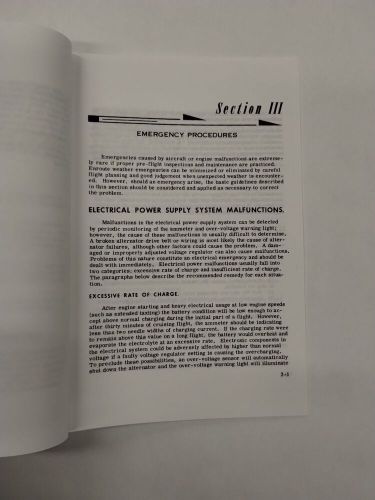 Section III
EMERGENCY PROCEDURES
Emergencies caused by aircraft or engine malfunctions are extreme-
ly rare if proper pre-flight inspections and maintenance are practiced.
Enroute weather emergencies can be minimized or eliminated by careful
flight planning and good judgement when unexpected weather is encounter-
ed. However, should an emergency arise, the basic guidelines described
in this section should be considered and applied as necessary to correct
the problem.
ELECTRICAL POWER SUPPLY SYSTEM MALFUNCTIONS.
Malfunctions in the electrical power supply system can be detected
by periodic monitoring of the ammeter and over-voltage warning light;
however, the cause of these malfunctions is usually difficult to determine.
A broken alternator drive belt or wiring is most likely the cause of alter-
nator failures, although other factors could cause the problem. A dam-
aged or improperly adjusted voltage regulator can also cause malfunctions.
Problems of this nature constitute an electrical emergency and should be
dealt with immediately. Electrical power malfunctions usually fall into
two categories: excessive rate of charge and insufficient rate of charge.
The paragraphs below describe the recommended remedy for each situa-
tion.
EXCESSIVE RATE OF CHARGE.
After engine starting and heavy electrical usage at low engine speeds
(such as extended taxiing) the battery condition will be low enough to ac-
cept above normal charging during the initial part of a flight. However,
after thirty minutes of cruising flight, the ammeter should be indicating
less than two needle widths of charging current. If the charging rate were
to remain above this value on a long flight, the battery would overheat and
evaporate the electrolyte at an excessive rate. Electronic components in
the electrical system could be adversely affected by higher than normal
voltage if a faulty voltage regulator setting is causing the overcharging.
To preclude these possibilities, an over-voltage sensor will automatically
shut down the alternator and the over-voltage warning light will illuminate
3-1